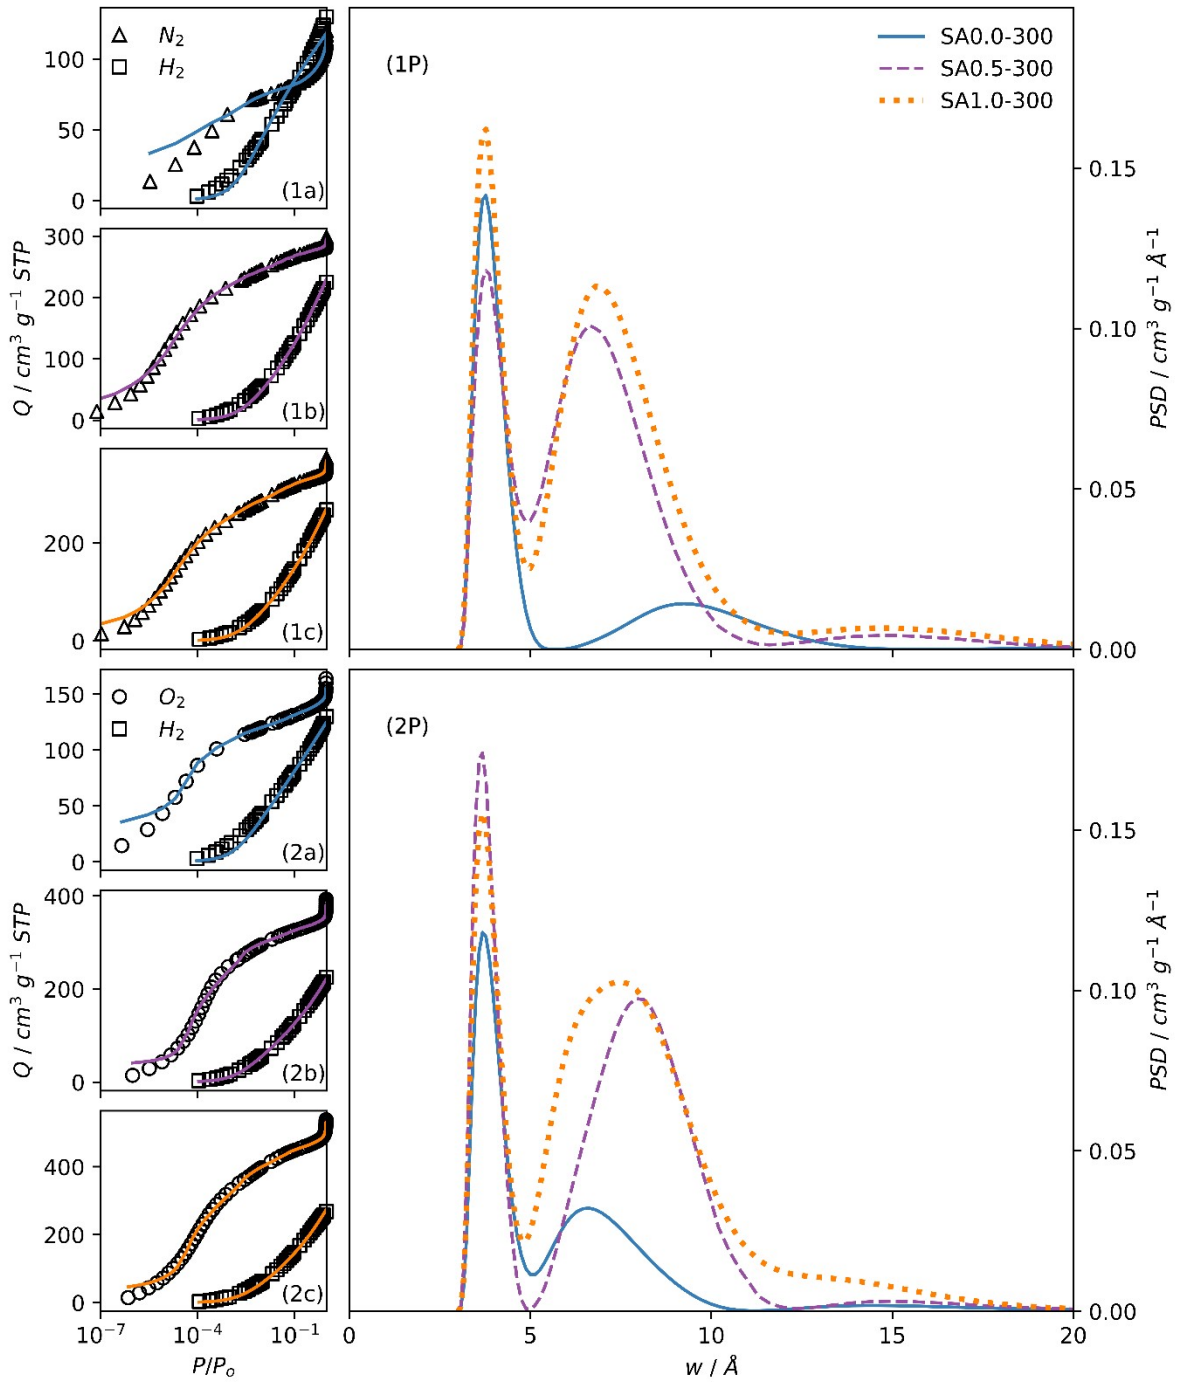 N₂
H₂
100
50
0
(1a)
300
200
100
0
(1b)
Q / cm³ g⁻¹ STP
200
0
(1c)
(1P)
SA0.0-300
SA0.5-300
SA1.0-300
0.15
0.10
0.05
0.00
PSD / cm³ g⁻¹ Å⁻¹
O₂
H₂
150
100
50
0
(2a)
400
200
0
(2b)
Q / cm³ g⁻¹ STP
400
200
0
(2c)
10⁻⁷ 10⁻⁴ 10⁻¹
P/Pₒ
(2P)
0.15
0.10
0.05
0.00
PSD / cm³ g⁻¹ Å⁻¹
0 5 10 15 20
w / Å